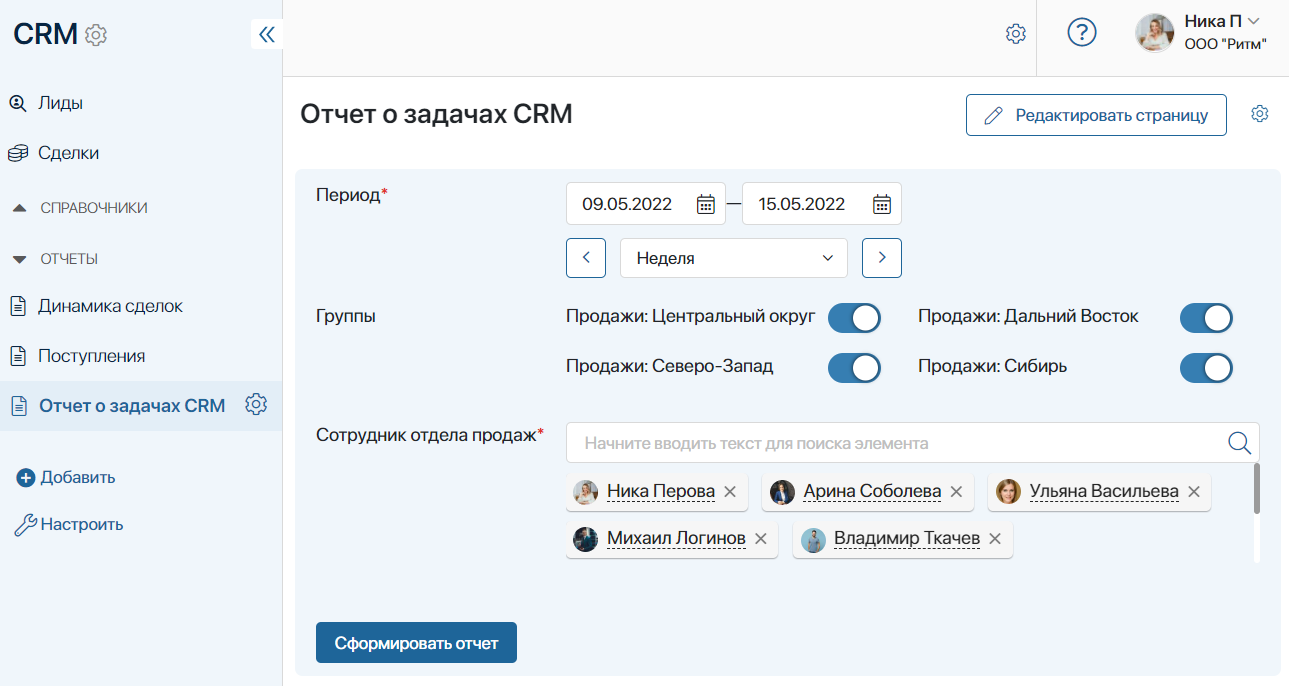 CRM
Лиды
Сделки
СПРАВОЧНИКИ
ОТЧЕТЫ
Динамика сделок
Поступления
Отчет о задачах CRM
Добавить
Настроить
?
Ника П
ООО "Ритм"
Отчет о задачах CRM
Редактировать страницу
Период*
09.05.2022 — 15.05.2022
Неделя
Группы
Продажи: Центральный округ
Продажи: Дальний Восток
Продажи: Северо-Запад
Продажи: Сибирь
Сотрудник отдела продаж*
Начните вводить текст для поиска элемента
Ника Перова
Арина Соболева
Ульяна Васильева
Михаил Логинов
Владимир Ткачев
Сформировать отчет